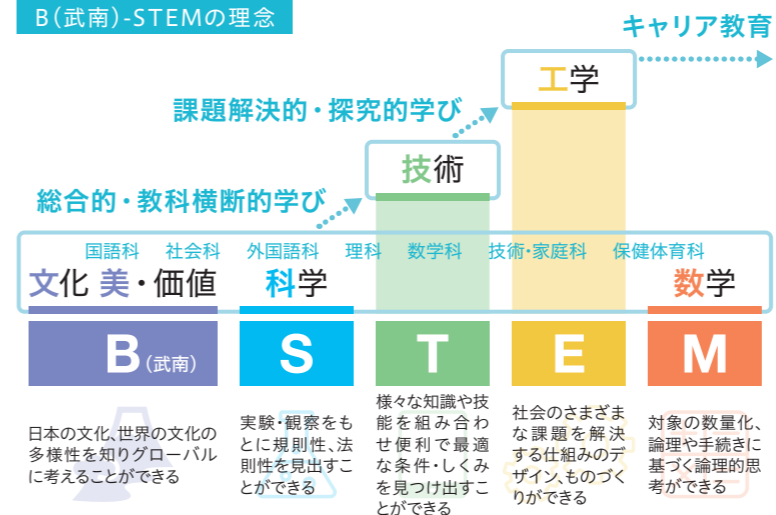 B(武南)-STEMの理念
キャリア教育
工学
課題解決的・探究的学び
技術
総合的・教科横断的学び
国語科 社会科 外国語科 理科 数学科 技術・家庭科 保健体育科
文化 美・価値 科学 数学
B(武南) S T E M
日本の文化、世界の文化の
多様性を知りグローバル
に考えることができる
実験・観察をも
とに規則性、法
則性を見出すこ
とができる
様々な知識や技
能を組み合わ
せ便利で最適
な条件・しくみ
を見つけ出すこ
とができる
社会のさまざま
な課題を解決
する仕組みのデ
ザイン、ものづく
りができる
対象の数量化、
論理や手続きに
基づく論理的思
考ができる